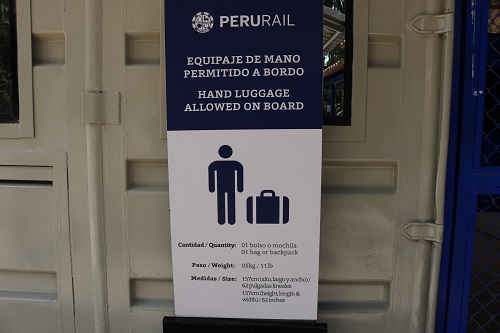 PERURAIL
EQUIPAJE DE MANO
PERMITIDO A BORDO
HAND LUGGAGE
ALLOWED ON BOARD
Cantidad / Quantity: 01 bolso o mochila
01 bag or backpack
Peso / Weight: 05kg / 11lb
Medidas / Size: 157cm (alto, largo y ancho) /
62 pulgadas lineales
157cm (height, length &
width) / 62 inches